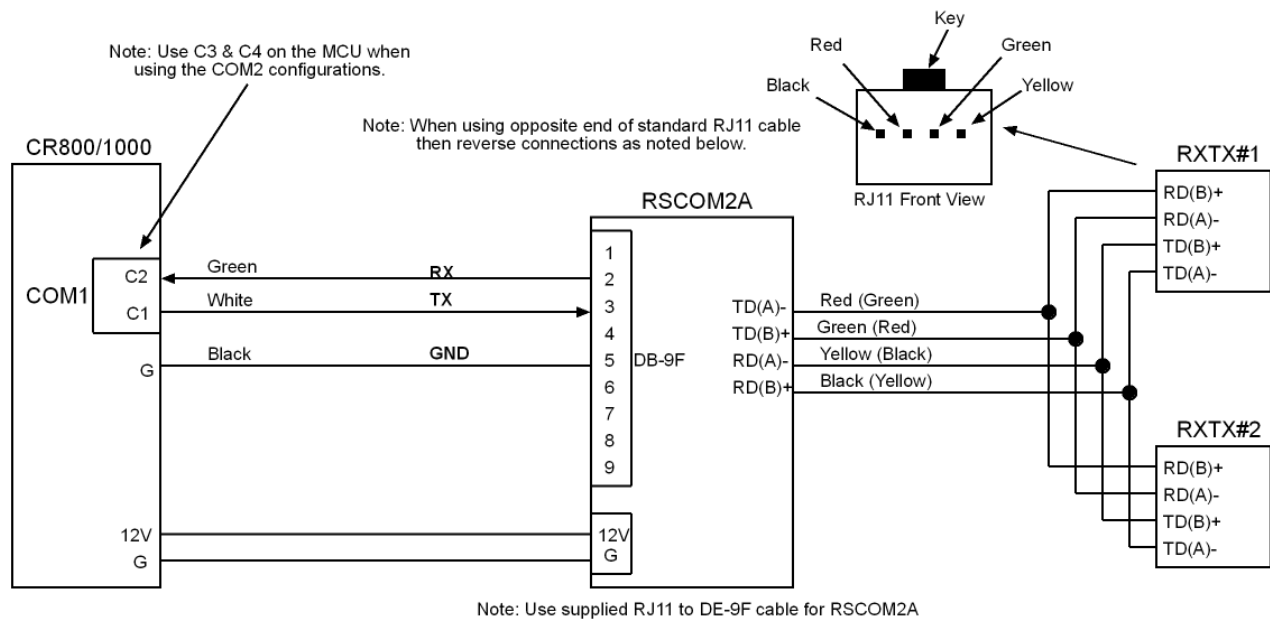 Note: Use C3 & C4 on the MCU when
using the COM2 configurations.
Key
Red
Green
Black
Yellow
RJ11 Front View
Note: When using opposite end of standard RJ11 cable
then reverse connections as noted below.
CR800/1000
COM1
C2
C1
G
12V
G
Green
RX
White
TX
Black
GND
RSCOM2A
1
2
3
4
5
6
7
8
9
DB-9F
12V
G
TD(A)-
TD(B)+
RD(A)-
RD(B)+
Red (Green)
Green (Red)
Yellow (Black)
Black (Yellow)
RXTX#1
RD(B)+
RD(A)-
TD(B)+
TD(A)-
RXTX#2
RD(B)+
RD(A)-
TD(B)+
TD(A)-
Note: Use supplied RJ11 to DE-9F cable for RSCOM2A